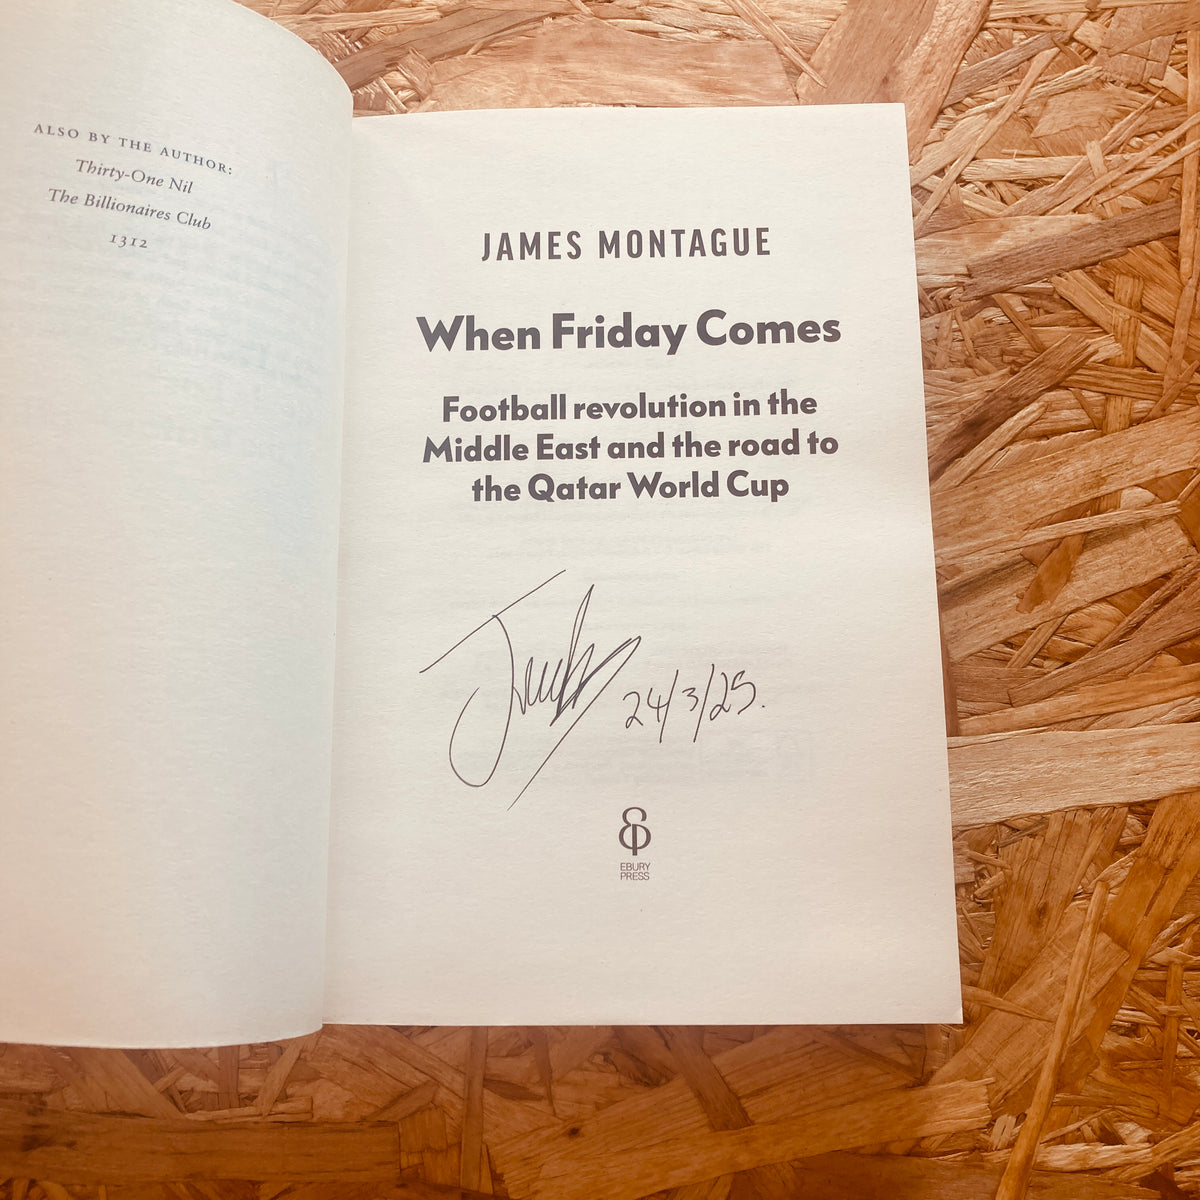 ALSO BY THE AUTHOR:
Thirty-One Nil
The Billionaires Club
1312
JAMES MONTAGUE
When Friday Comes
Football revolution in the
Middle East and the road to
the Qatar World Cup
24/3/25.
EBURY
PRESS